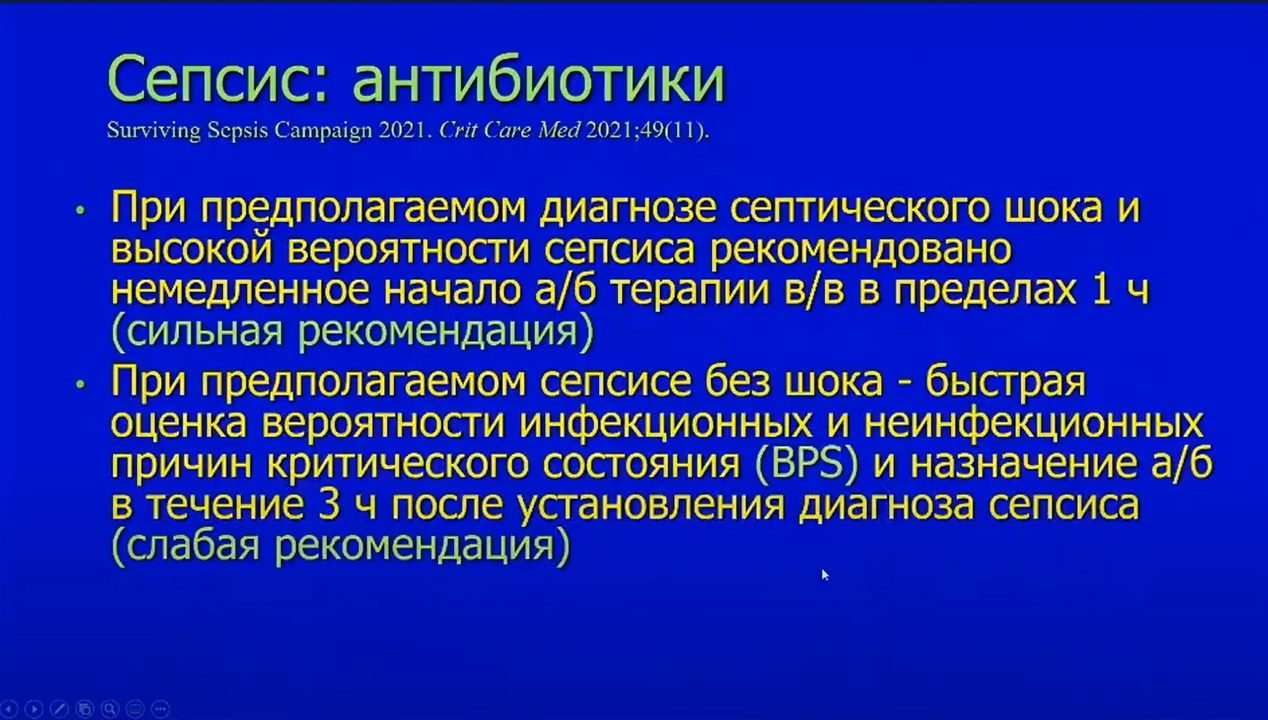 Сепсис: антибиотики
Surviving Sepsis Campaign 2021. Crit Care Med 2021;49(11).
• При предполагаемом диагнозе септического шока и
высокой вероятности сепсиса рекомендовано
немедленное начало а/б терапии в/в в пределах 1 ч
(сильная рекомендация)
• При предполагаемом сепсисе без шока - быстрая
оценка вероятности инфекционных и неинфекционных
причин критического состояния (BPS) и назначение а/б
в течение 3 ч после установления диагноза сепсиса
(слабая рекомендация)